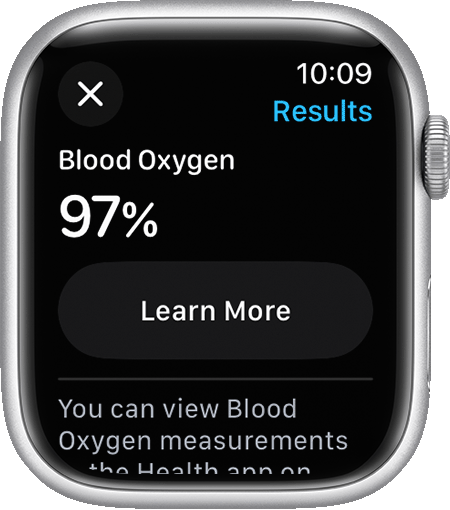 10:09
Results
Blood Oxygen
97%
Learn More
You can view Blood
Oxygen measurements
the Health app on